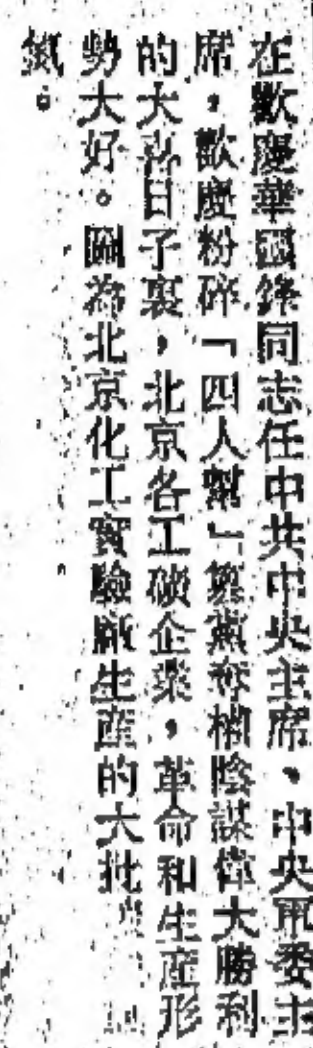 在歡慶華國鋒同志任中共中央主席、中央軍委主
席，歡慶粉碎「四人幫」篡黨奪權陰謀偉大勝利
的大喜日子裏，北京各工礦企業，革命和生產形
勢大好。圖為北京化工實驗廠生產的大批
氮。